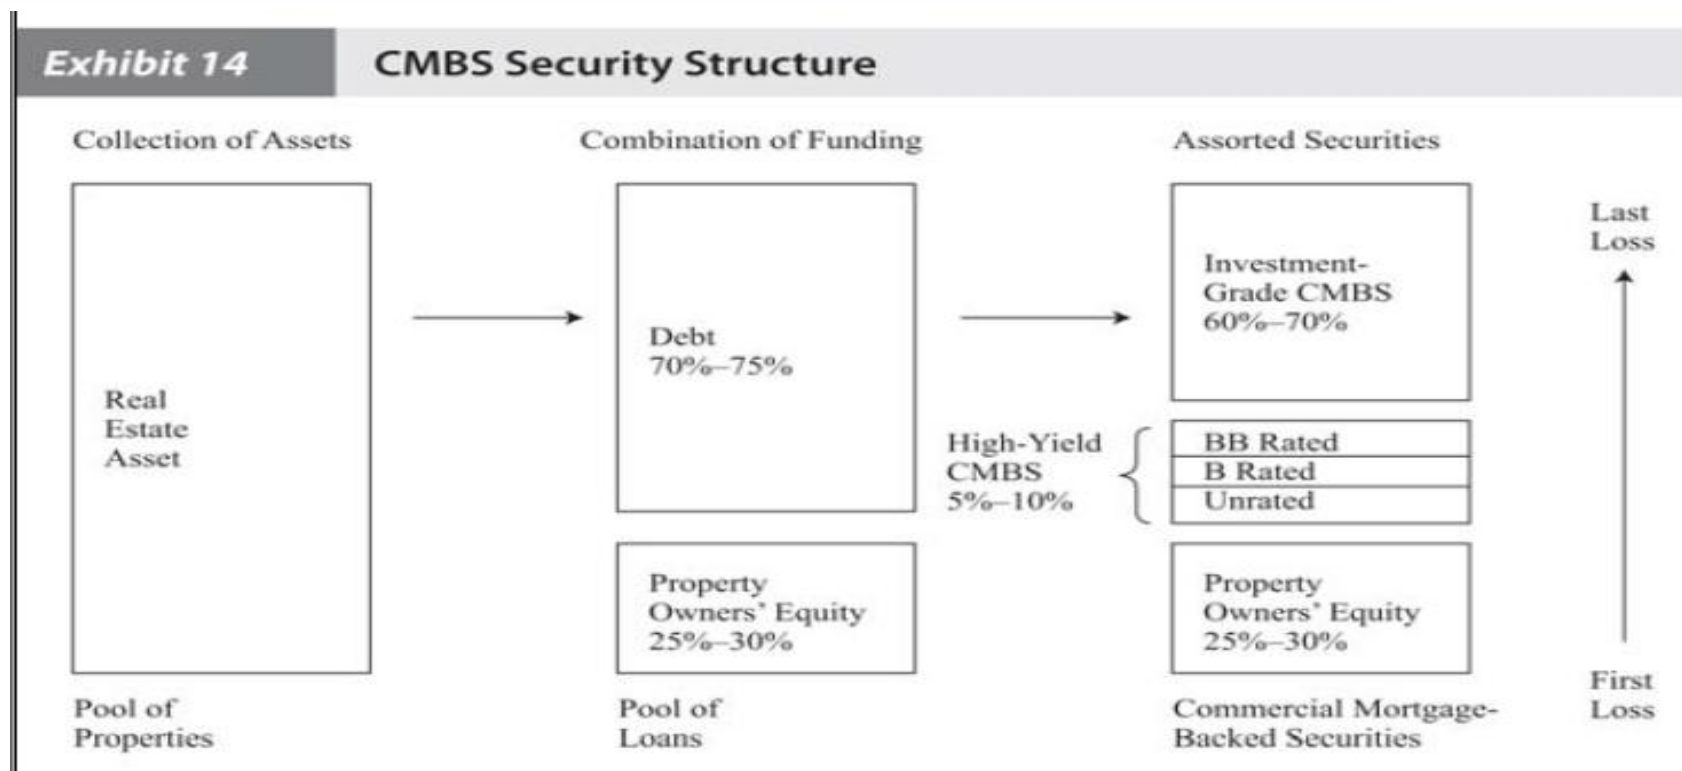 Exhibit 14
CMBS Security Structure
Collection of Assets
Combination of Funding
Assorted Securities
Real
Estate
Asset
Debt
70%–75%
Property
Owners' Equity
25%–30%
Investment-
Grade CMBS
60%–70%
High-Yield
CMBS
5%–10%
BB Rated
B Rated
Unrated
Property
Owners' Equity
25%–30%
Last
Loss
First
Loss
Pool of
Properties
Pool of
Loans
Commercial Mortgage-
Backed Securities